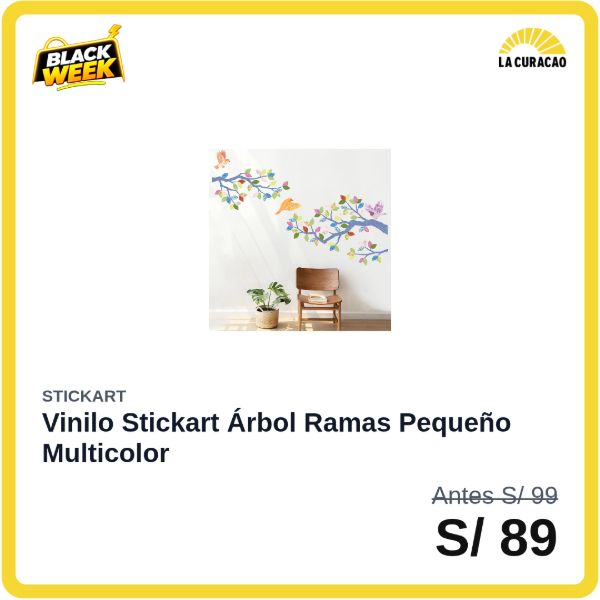 BLACK
WEEK
LA CURACAO
STICKART
Vinilo Stickart Árbol Ramas Pequeño
Multicolor
Antes S/ 99
S/ 89